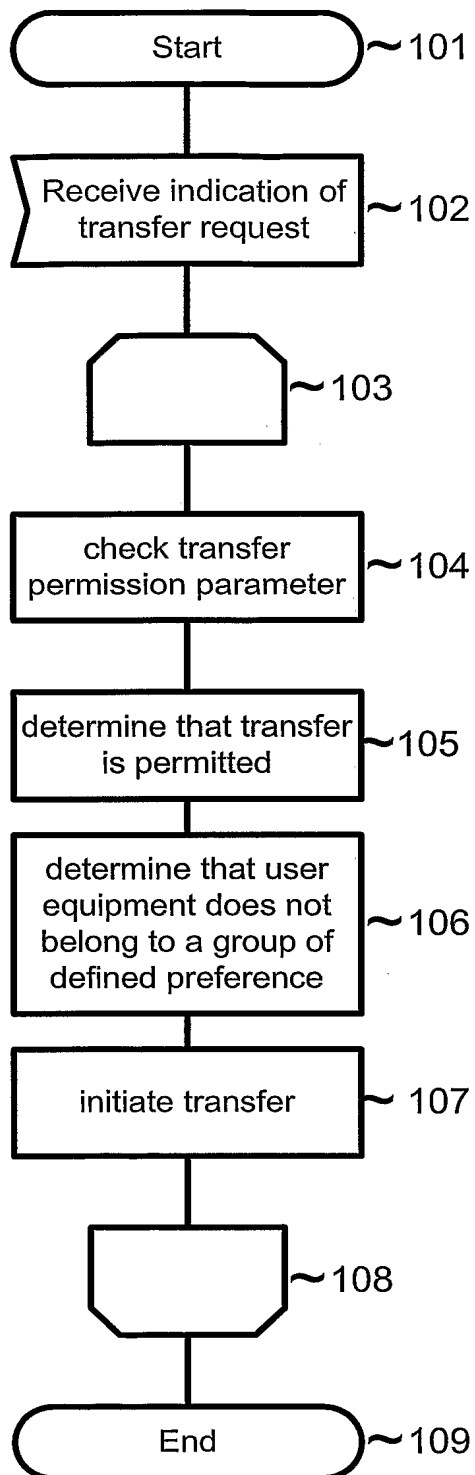 Start
~101
Receive indication of
transfer request
~102
~103
check transfer
permission parameter
~104
determine that transfer
is permitted
~105
determine that user
equipment does not
belong to a group of
defined preference
~106
initiate transfer
~107
~108
End
~109